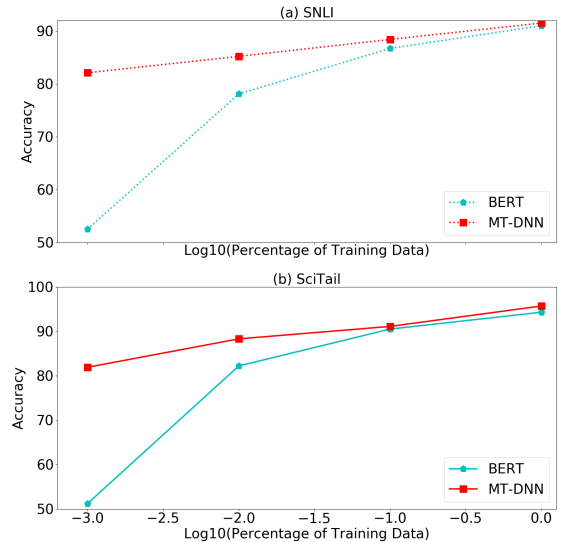 (a) SNLI
90
80
70
60
50
Accuracy
BERT
MT-DNN
Log10(Percentage of Training Data)
(b) SciTail
100
90
80
70
60
50
Accuracy
BERT
MT-DNN
−3.0 −2.5 −2.0 −1.5 −1.0 −0.5 0.0
Log10(Percentage of Training Data)